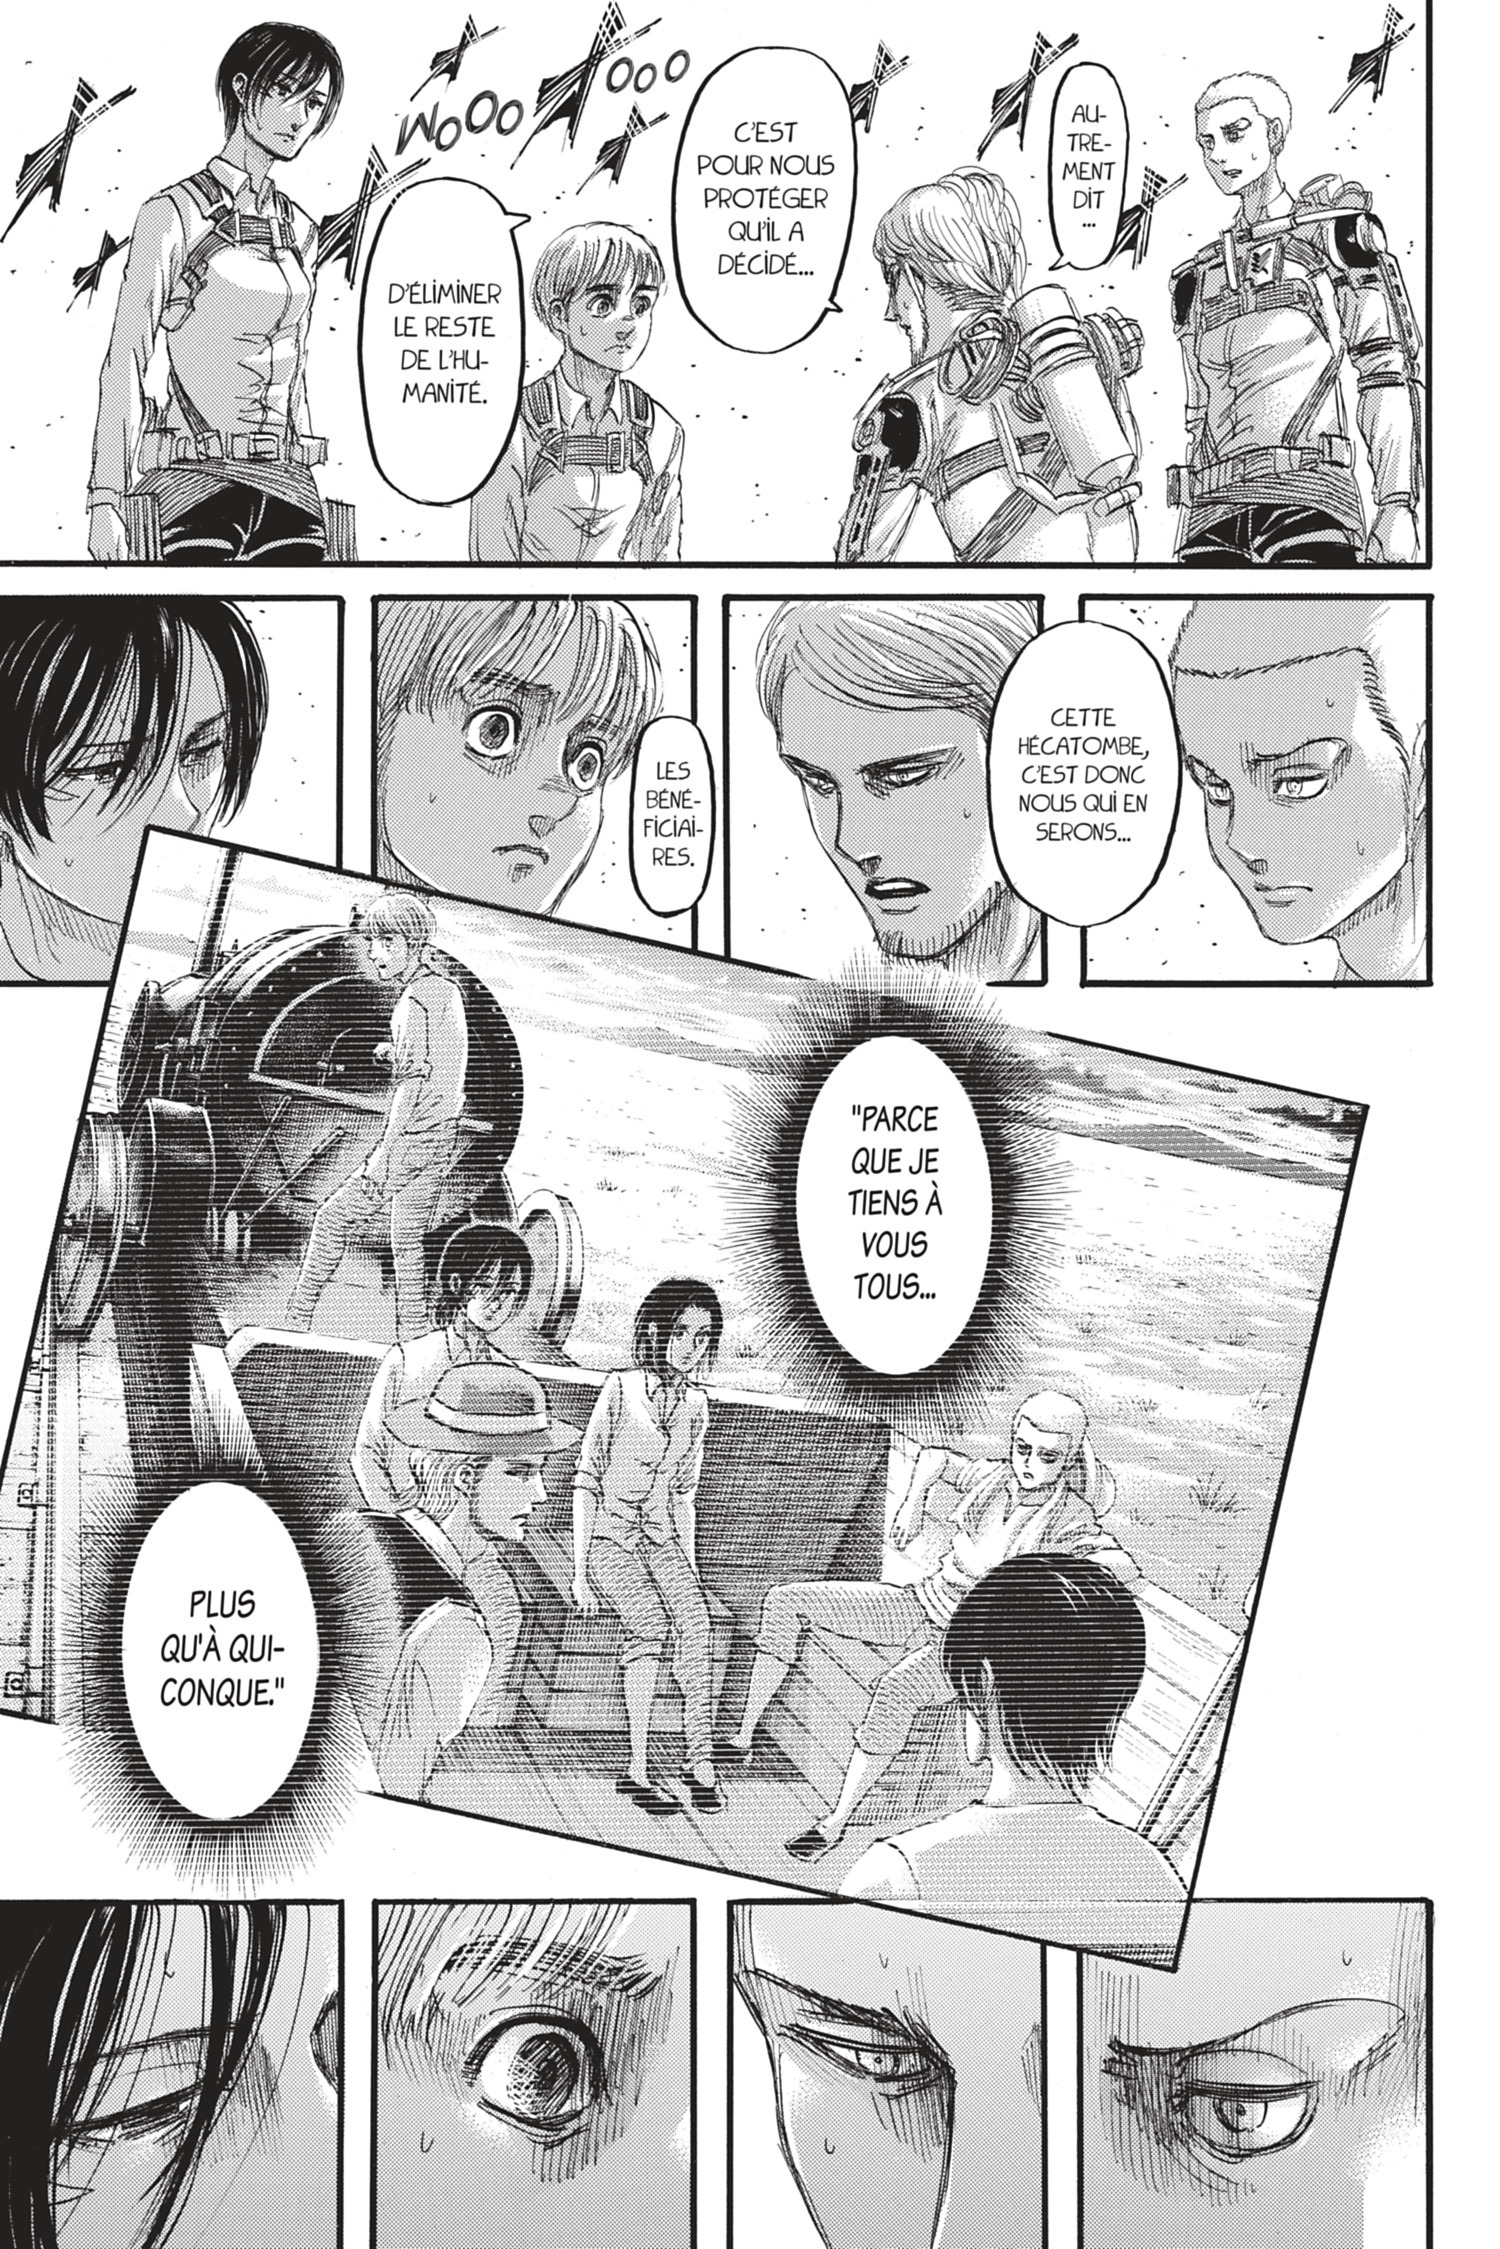 AU-
TRE-
MENT
DIT
...
C'EST
POUR NOUS
PROTÉGER
QU'IL A
DÉCIDÉ...
WOOO
OOO
D'ÉLIMINER
LE RESTE
DE L'HU-
MANITÉ.
CETTE
HÉCATOMBE,
C'EST DONC
NOUS QUI EN
SERONS...
LES
BÉNÉ-
FICIAI-
RES.
"PARCE
QUE JE
TIENS À
VOUS
TOUS...
PLUS
QU'À QUI-
CONQUE."